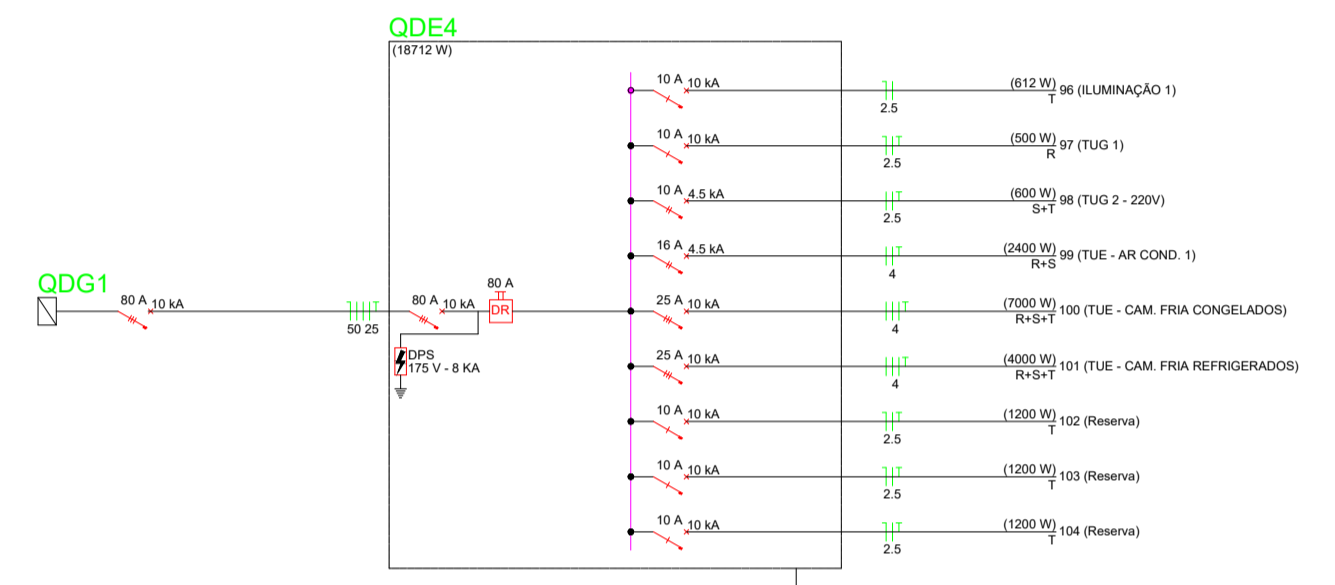 QDE4
(18712 W)
10 A 10 kA
2.5
(612 W)
T
96 (ILUMINAÇÃO 1)
10 A 10 kA
2.5
(500 W)
R
97 (TUG 1)
10 A 4.5 kA
2.5
(600 W)
S+T
98 (TUG 2 - 220V)
16 A 4.5 kA
4
(2400 W)
R+S
99 (TUE - AR COND. 1)
QDG1
80 A 10 kA
50 25
80 A 10 kA
80 A
DR
DPS
175 V - 8 KA
25 A 10 kA
4
(7000 W)
R+S+T
100 (TUE - CAM. FRIA CONGELADOS)
25 A 10 kA
4
(4000 W)
R+S+T
101 (TUE - CAM. FRIA REFRIGERADOS)
10 A 10 kA
2.5
(1200 W)
T
102 (Reserva)
10 A 10 kA
2.5
(1200 W)
T
103 (Reserva)
10 A 10 kA
2.5
(1200 W)
T
104 (Reserva)